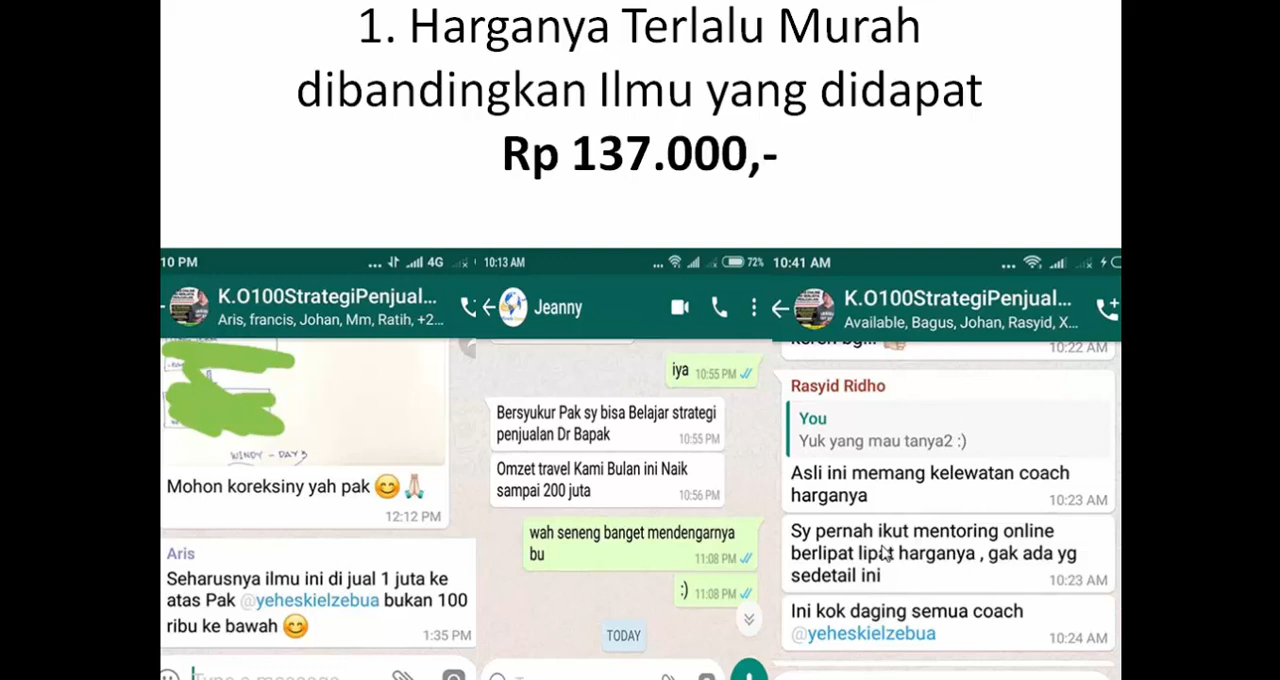 1. Harganya Terlalu Murah
dibandingkan Ilmu yang didapat
Rp 137.000,-
10 PM
4G
K.O100StrategiPenjual...
Aris, francis, Johan, Mm, Ratih, +2...
WINDY - DAY 3
Mohon koreksiny yah pak 😊🙏🏻
12:12 PM
Aris
Seharusnya ilmu ini di jual 1 juta ke
atas Pak @yeheskielzebua bukan 100
ribu ke bawah 😊
1:35 PM
Type a message
10:13 AM
72%
Jeanny
iya 10:55 PM
Bersyukur Pak sy bisa Belajar strategi
penjualan Dr Bapak
10:55 PM
Omzet travel Kami Bulan ini Naik
sampai 200 juta
10:56 PM
wah seneng banget mendengarnya
bu
11:08 PM
:) 11:08 PM
TODAY
10:41 AM
K.O100StrategiPenjual...
Available, Bagus, Johan, Rasyid, X...
keren bg...
10:22 AM
Rasyid Ridho
You
Yuk yang mau tanya2 :)
Asli ini memang kelewatan coach
harganya
10:23 AM
Sy pernah ikut mentoring online
berlipat lipat harganya , gak ada yg
sedetail ini
10:23 AM
Ini kok daging semua coach
@yeheskielzebua
10:24 AM